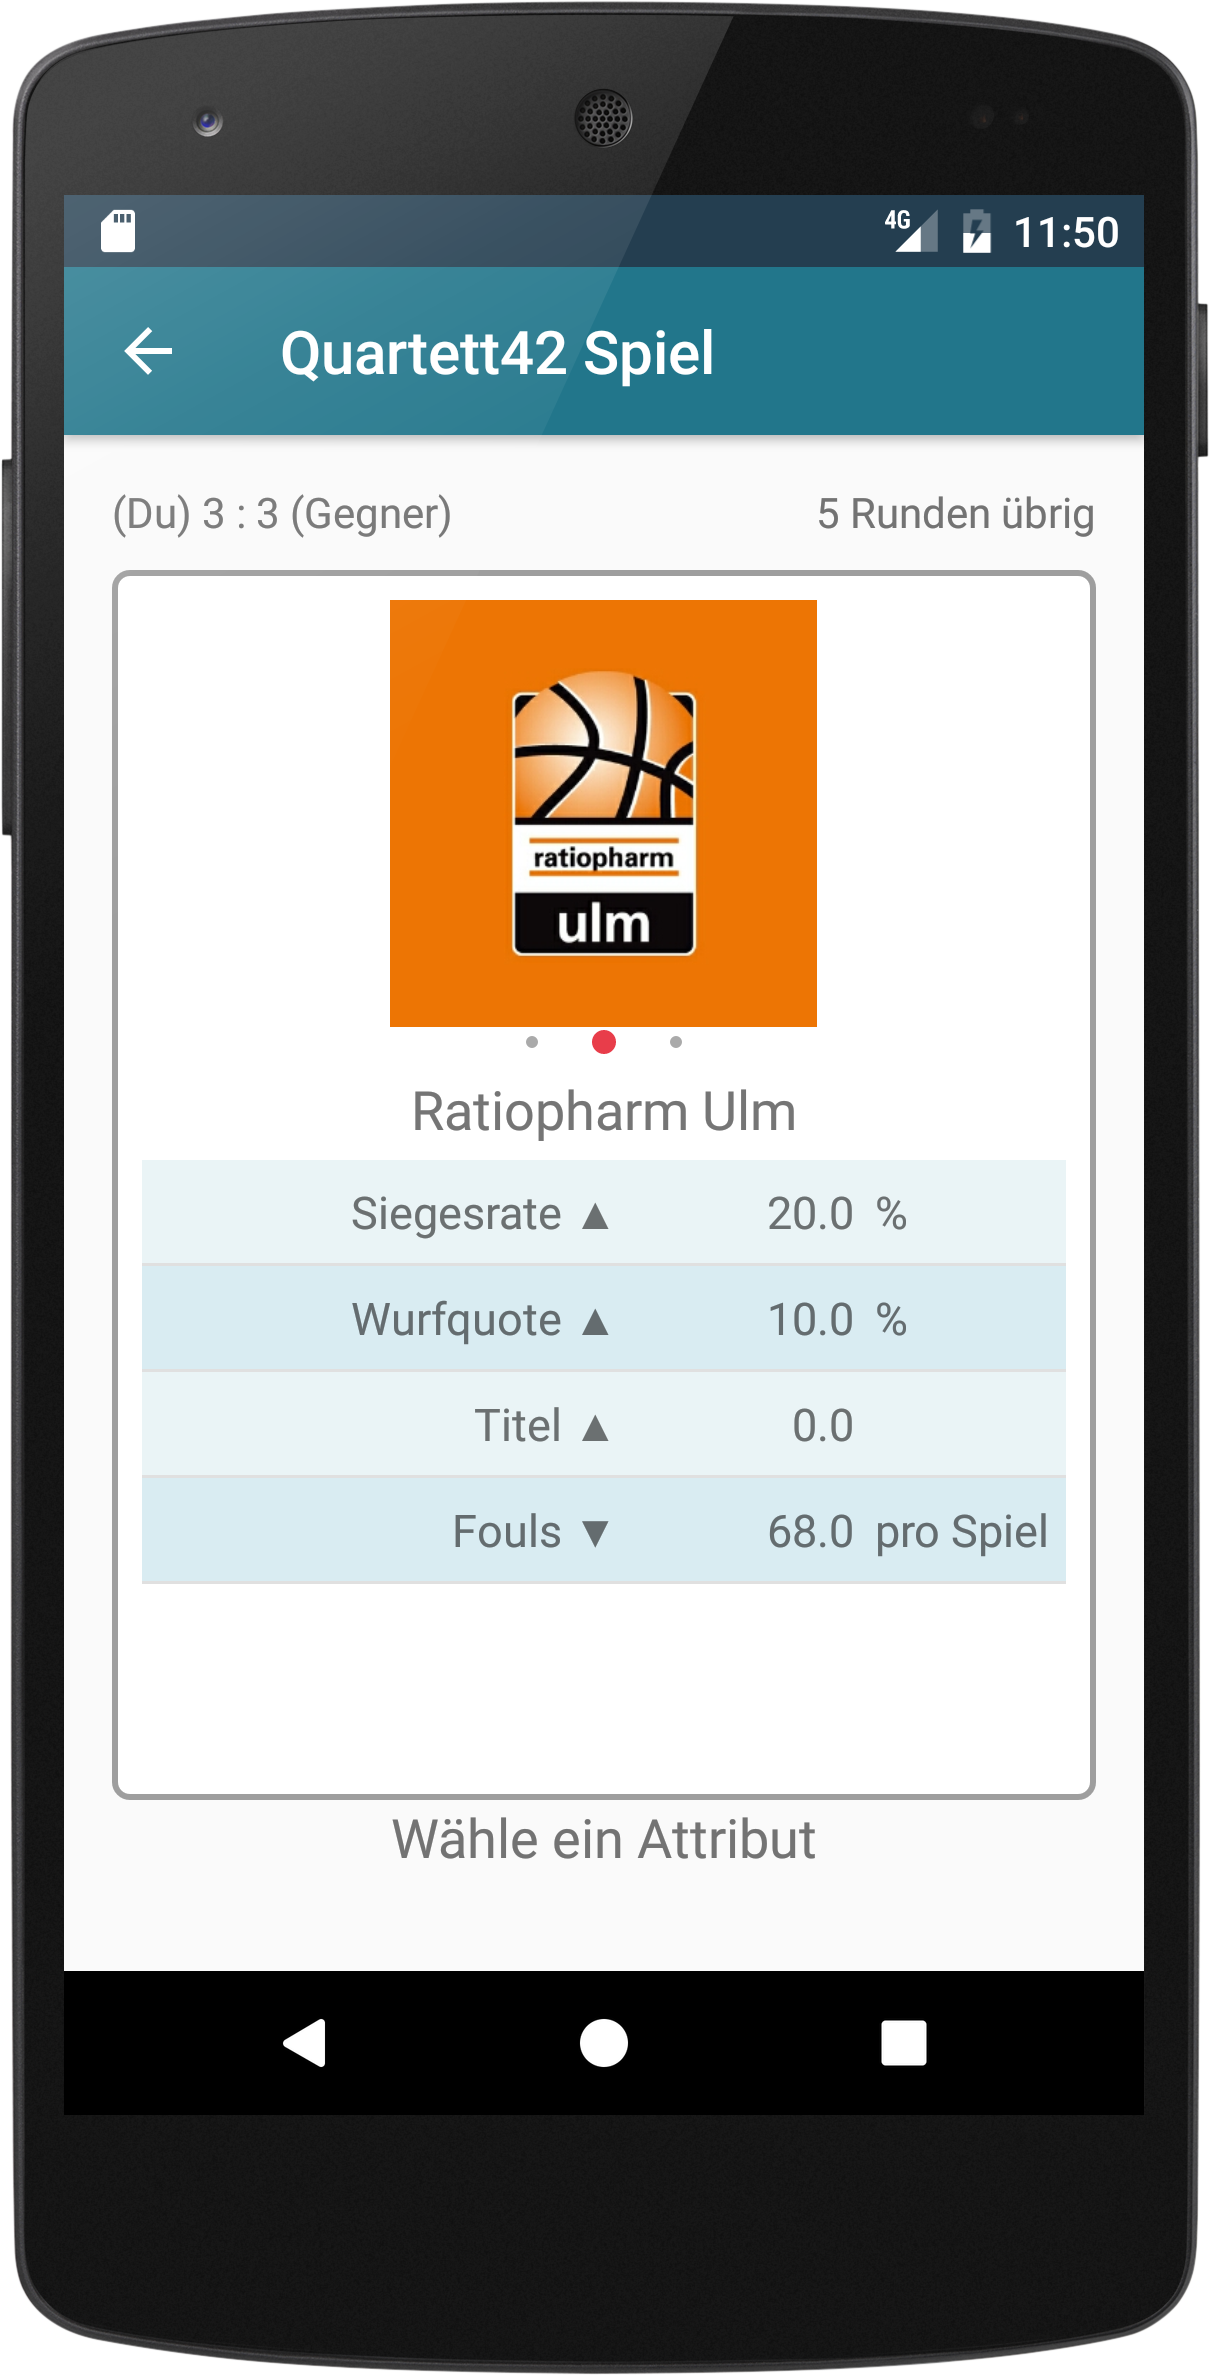 4G 11:50
Quartett42 Spiel
(Du) 3 : 3 (Gegner) 5 Runden übrig
ratiopharm
ulm
Ratiopharm Ulm
Siegesrate ▲ 20.0 %
Wurfquote ▲ 10.0 %
Titel ▲ 0.0
Fouls ▼ 68.0 pro Spiel
Wähle ein Attribut